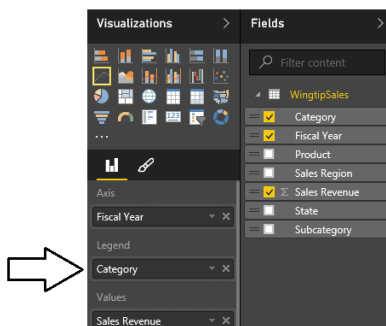 Visualizations
Fields
Filter content
WingtipSales
Category
Fiscal Year
Product
Sales Region
Σ Sales Revenue
State
Subcategory
...
Axis
Fiscal Year
Legend
Category
Values
Sales Revenue